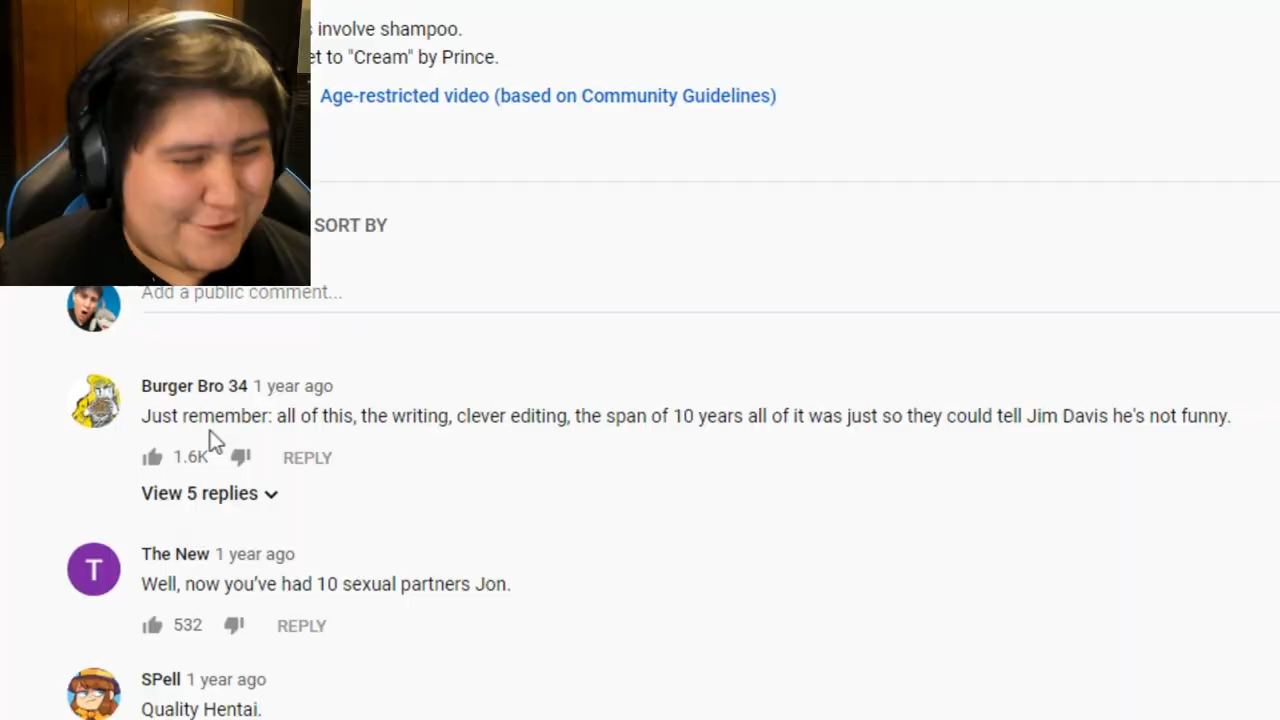 involve shampoo.
et to "Cream" by Prince.
Age-restricted video (based on Community Guidelines)
SORT BY
Add a public comment...
Burger Bro 34 1 year ago
Just remember: all of this, the writing, clever editing, the span of 10 years all of it was just so they could tell Jim Davis he's not funny.
1.6K REPLY
View 5 replies
T
The New 1 year ago
Well, now you've had 10 sexual partners Jon.
532 REPLY
SPell 1 year ago
Quality Hentai.